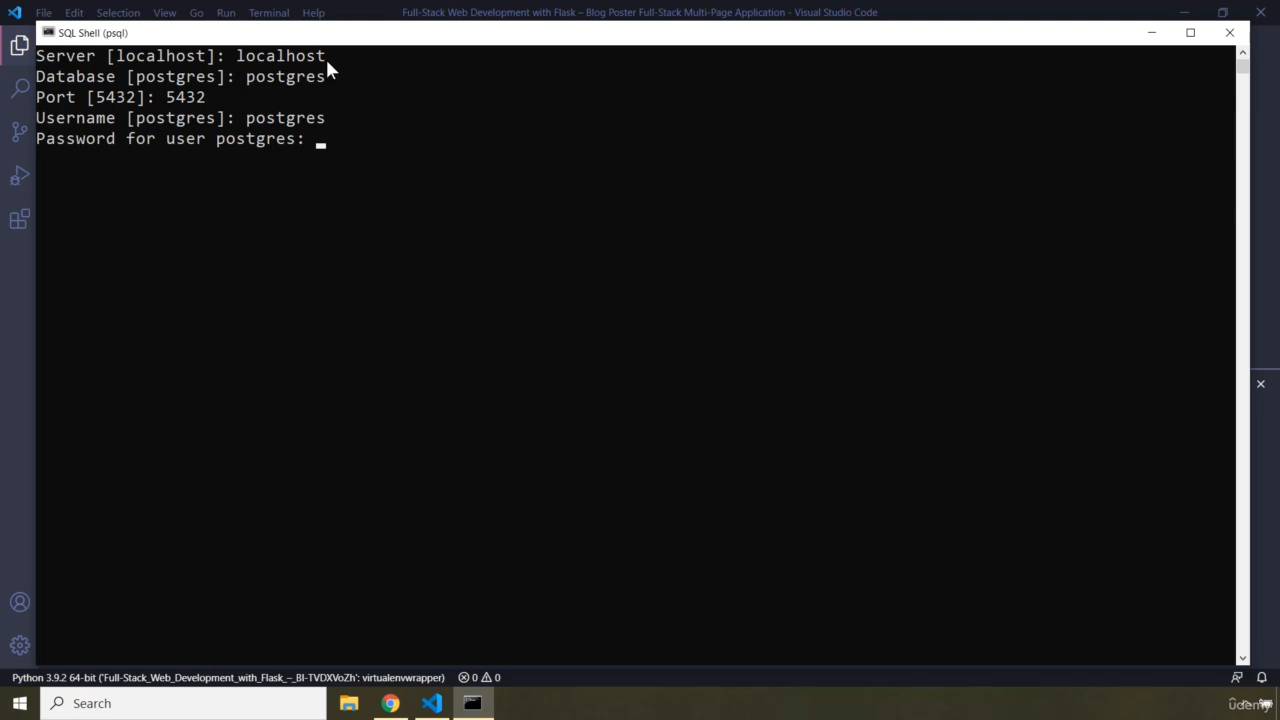 File Edit Selection View Go Run Terminal Help Full-Stack Web Development with Flask – Blog Poster Full-Stack Multi-Page Application - Visual Studio Code
SQL Shell (psql)
Server [localhost]: localhost
Database [postgres]: postgres
Port [5432]: 5432
Username [postgres]: postgres
Password for user postgres:
Python 3.9.2 64-bit ('Full-Stack_Web_Development_with_Flask_–_BI-TVDXVoZh': virtualenvwrapper) 0 0
Search
udemy